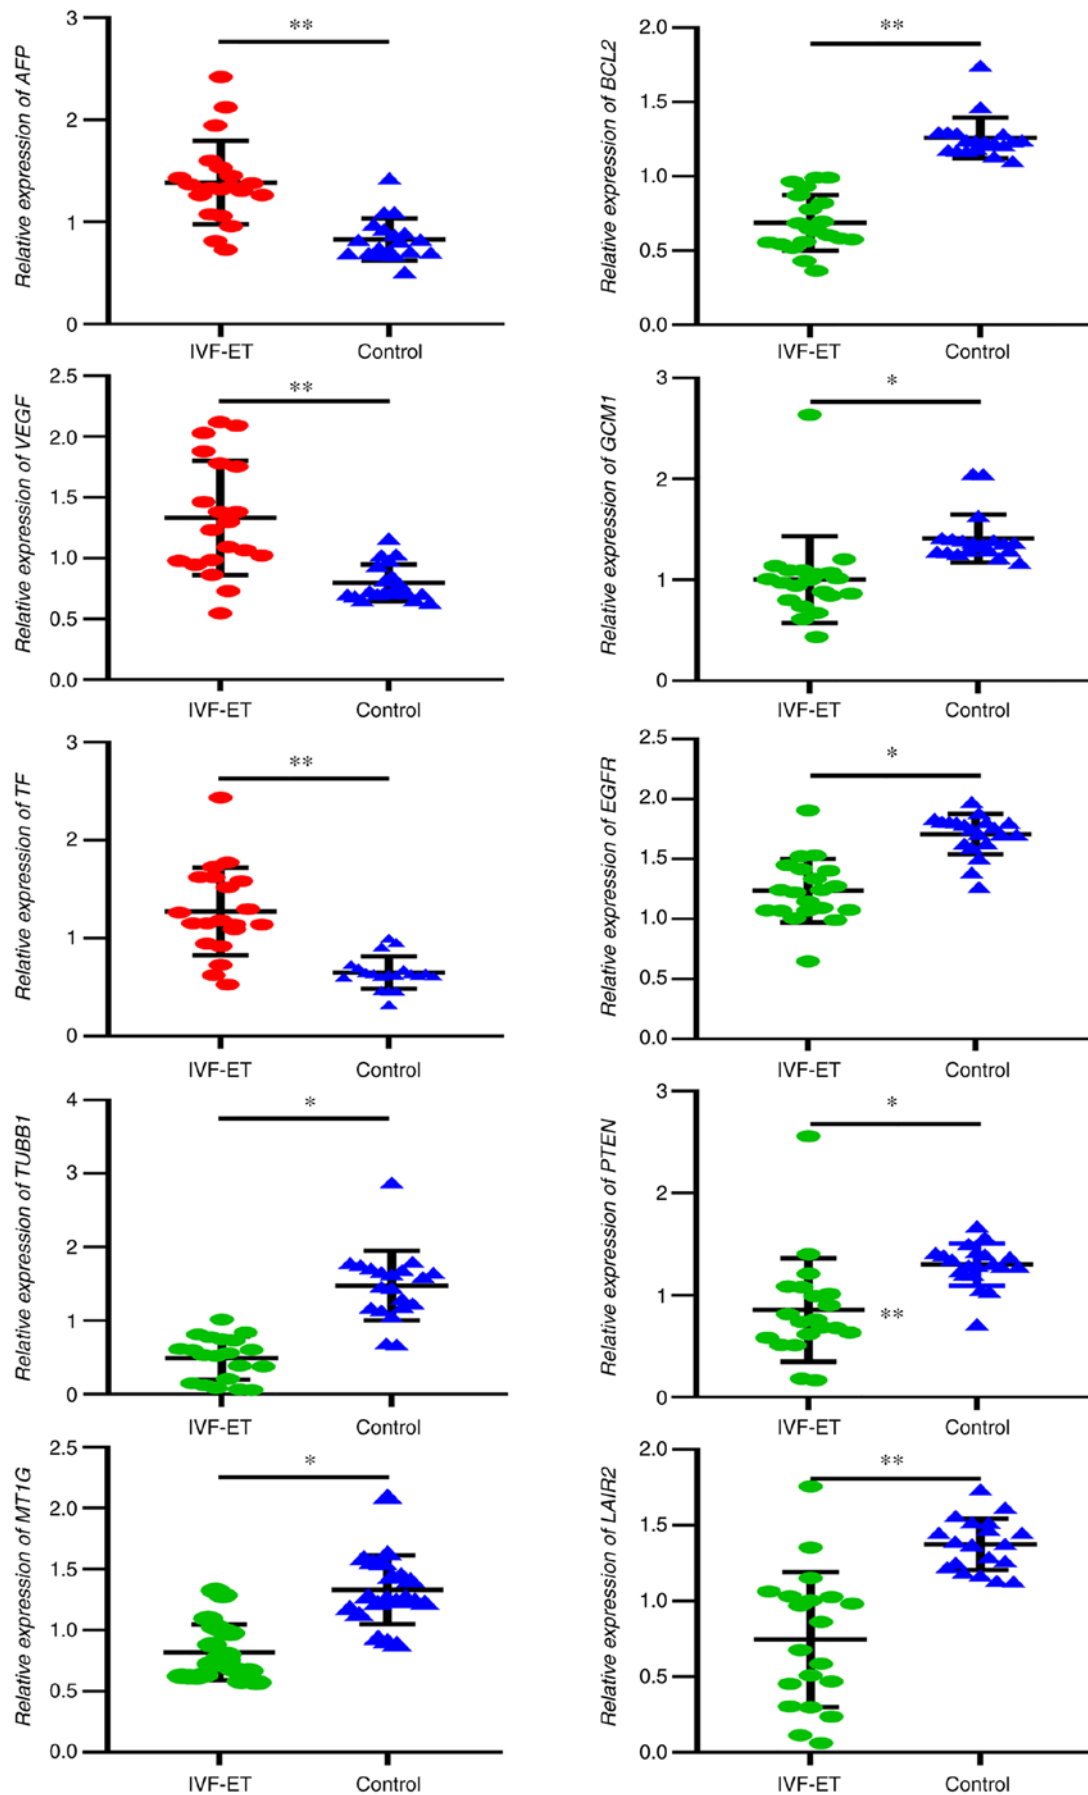 Relative expression of AFP
3
2
1
0
**
IVF-ET
Control
Relative expression of BCL2
2.0
1.5
1.0
0.5
0.0
**
IVF-ET
Control
Relative expression of VEGF
2.5
2.0
1.5
1.0
0.5
0.0
**
IVF-ET
Control
Relative expression of GCM1
3
2
1
0
*
IVF-ET
Control
Relative expression of TF
3
2
1
0
**
IVF-ET
Control
Relative expression of EGFR
2.5
2.0
1.5
1.0
0.5
0.0
*
IVF-ET
Control
Relative expression of TUBB1
4
3
2
1
0
*
IVF-ET
Control
Relative expression of PTEN
3
2
1
0
*
**
IVF-ET
Control
Relative expression of MT1G
2.5
2.0
1.5
1.0
0.5
0.0
*
IVF-ET
Control
Relative expression of LAIR2
2.0
1.5
1.0
0.5
0.0
**
IVF-ET
Control